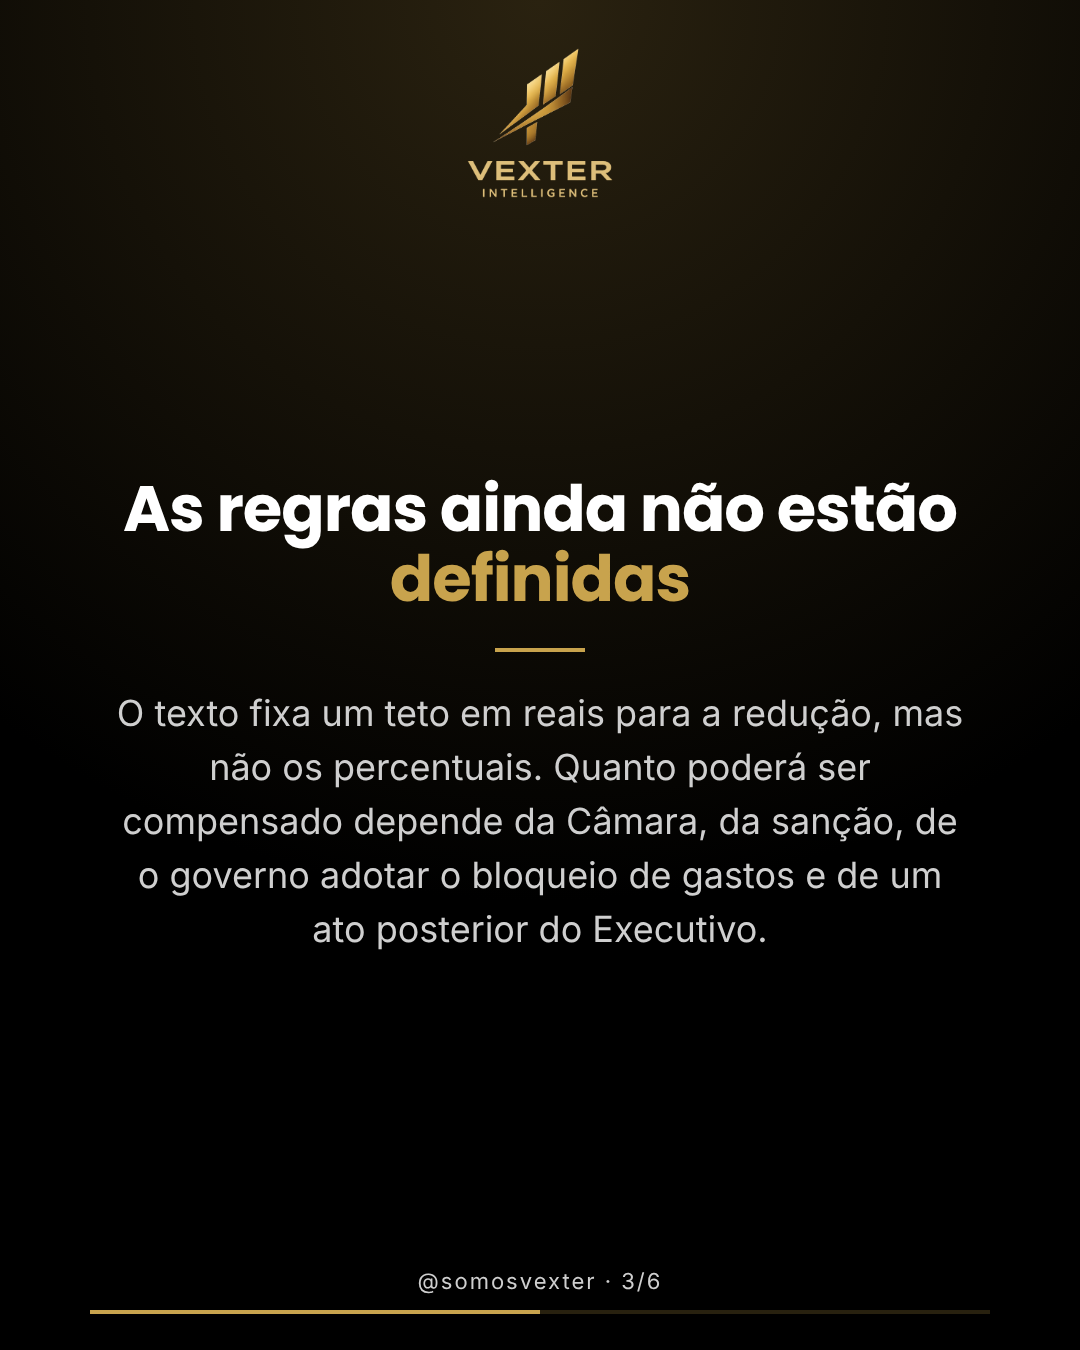 VEXTER
INTELLIGENCE
As regras ainda não estão
definidas
O texto fixa um teto em reais para a redução, mas
não os percentuais. Quanto poderá ser
compensado depende da Câmara, da sanção, de
o governo adotar o bloqueio de gastos e de um
ato posterior do Executivo.
@somosvexter · 3/6